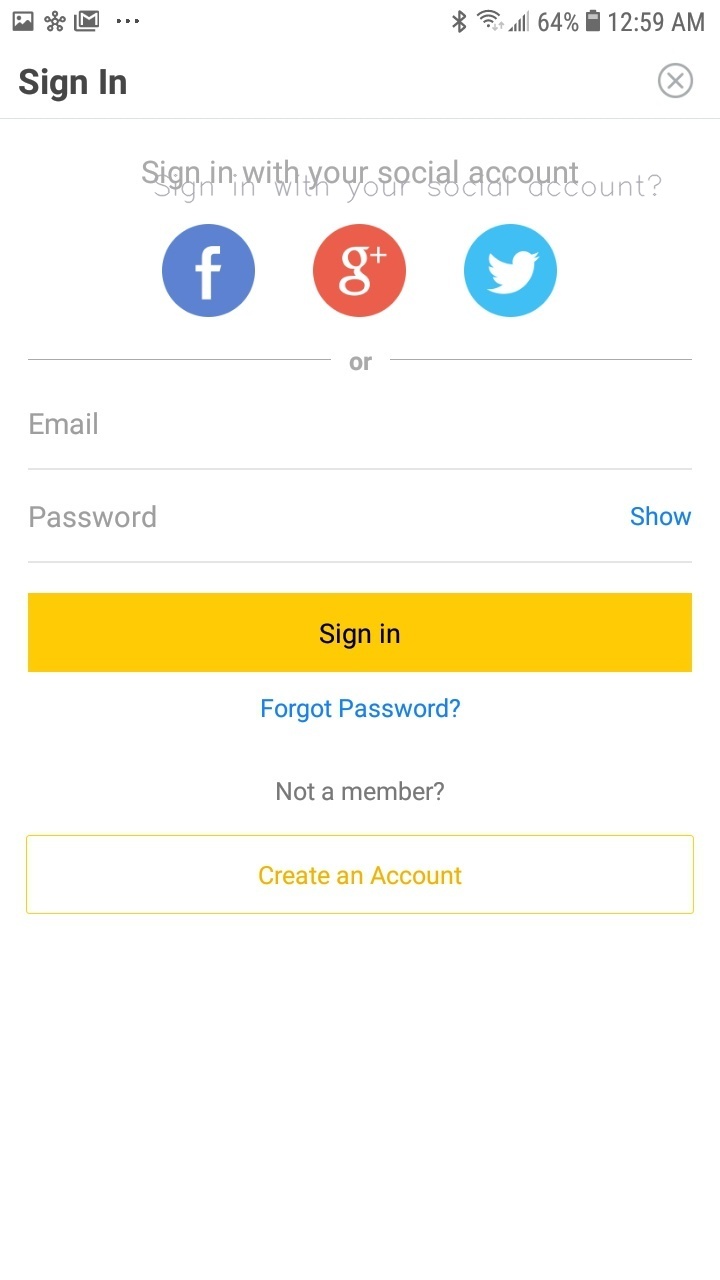 64% 12:59 AM
Sign In
Sign in with your social account
Sign in with your social account?
f g+
or
Email
Password Show
Sign in
Forgot Password?
Not a member?
Create an Account